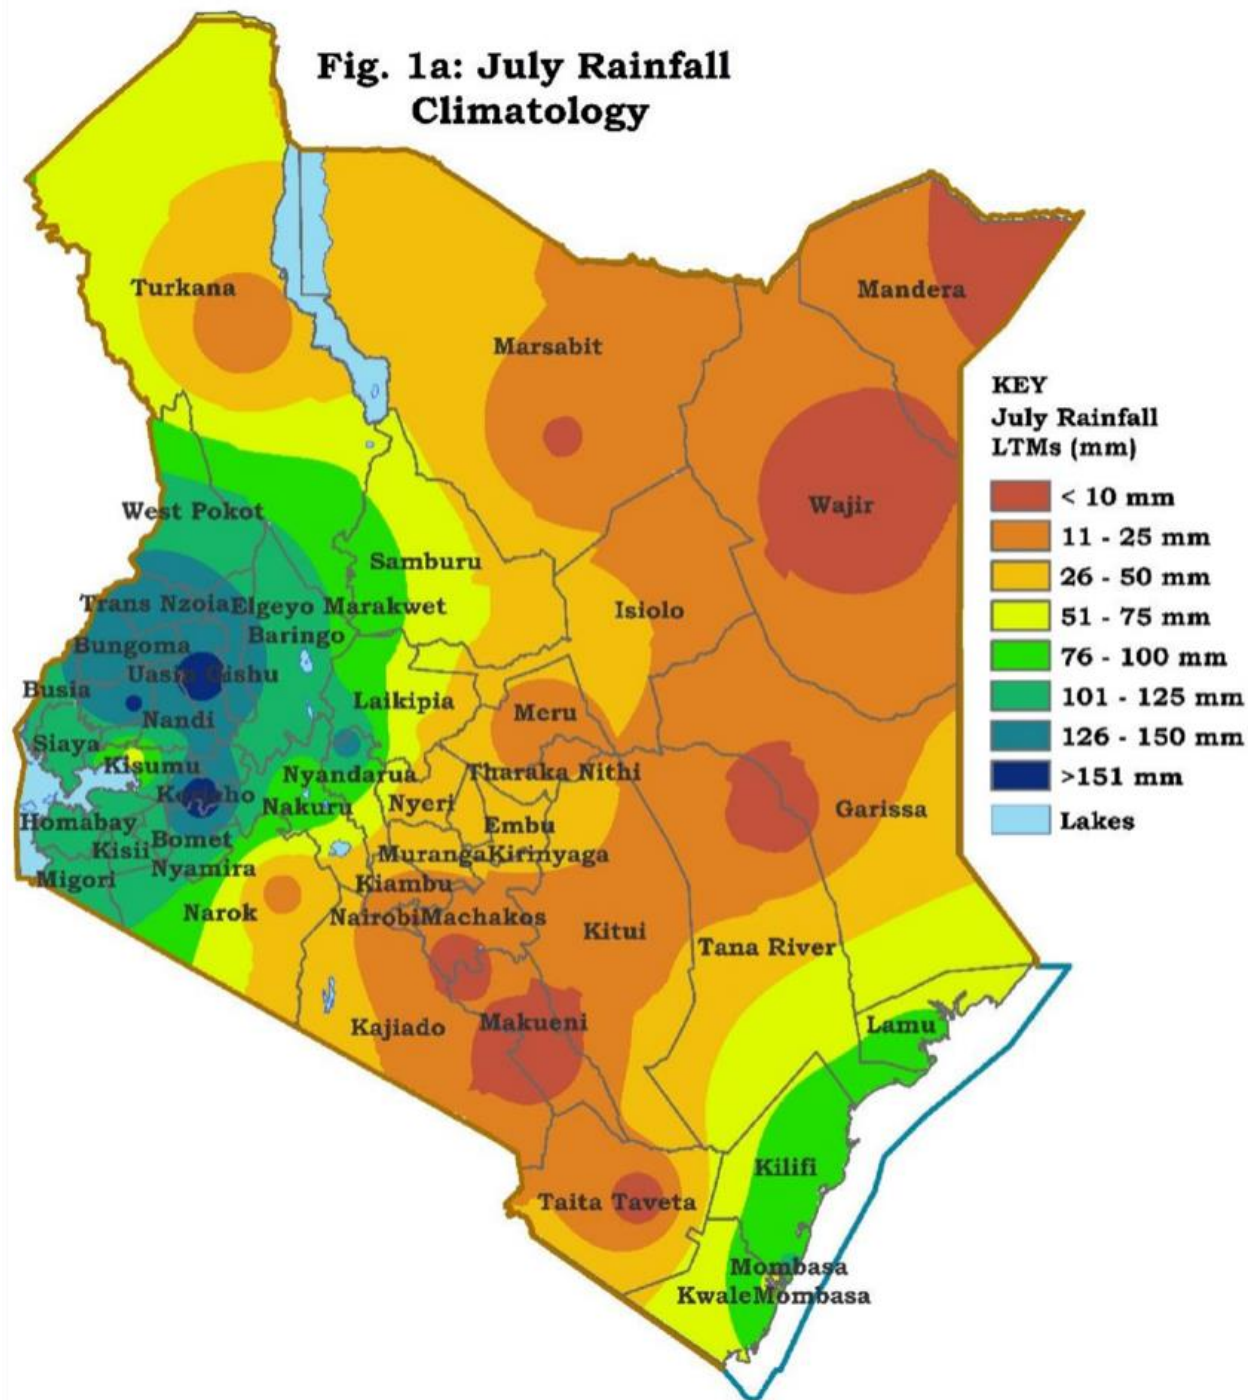 Fig. 1a: July Rainfall
Climatology
Turkana
Mandera
Marsabit
KEY
July Rainfall
LTMs (mm)
< 10 mm
11 - 25 mm
26 - 50 mm
51 - 75 mm
76 - 100 mm
101 - 125 mm
126 - 150 mm
>151 mm
Lakes
Wajir
West Pokot
Samburu
Trans Nzoia
Elgeyo Marakwet
Isiolo
Baringo
Bungoma
Uasin Gishu
Busia
Laikipia
Meru
Nandi
Siaya
Kisumu
Nyandarua
Tharaka Nithi
Kericho
Nakuru
Nyeri
Garissa
Homabay
Embu
Bomet
Kisii
Muranga
Kirinyaga
Nyamira
Migori
Kiambu
Narok
Nairobi
Machakos
Kitui
Tana River
Kajiado
Makueni
Lamu
Kilifi
Taita Taveta
Mombasa
Kwale
Mombasa